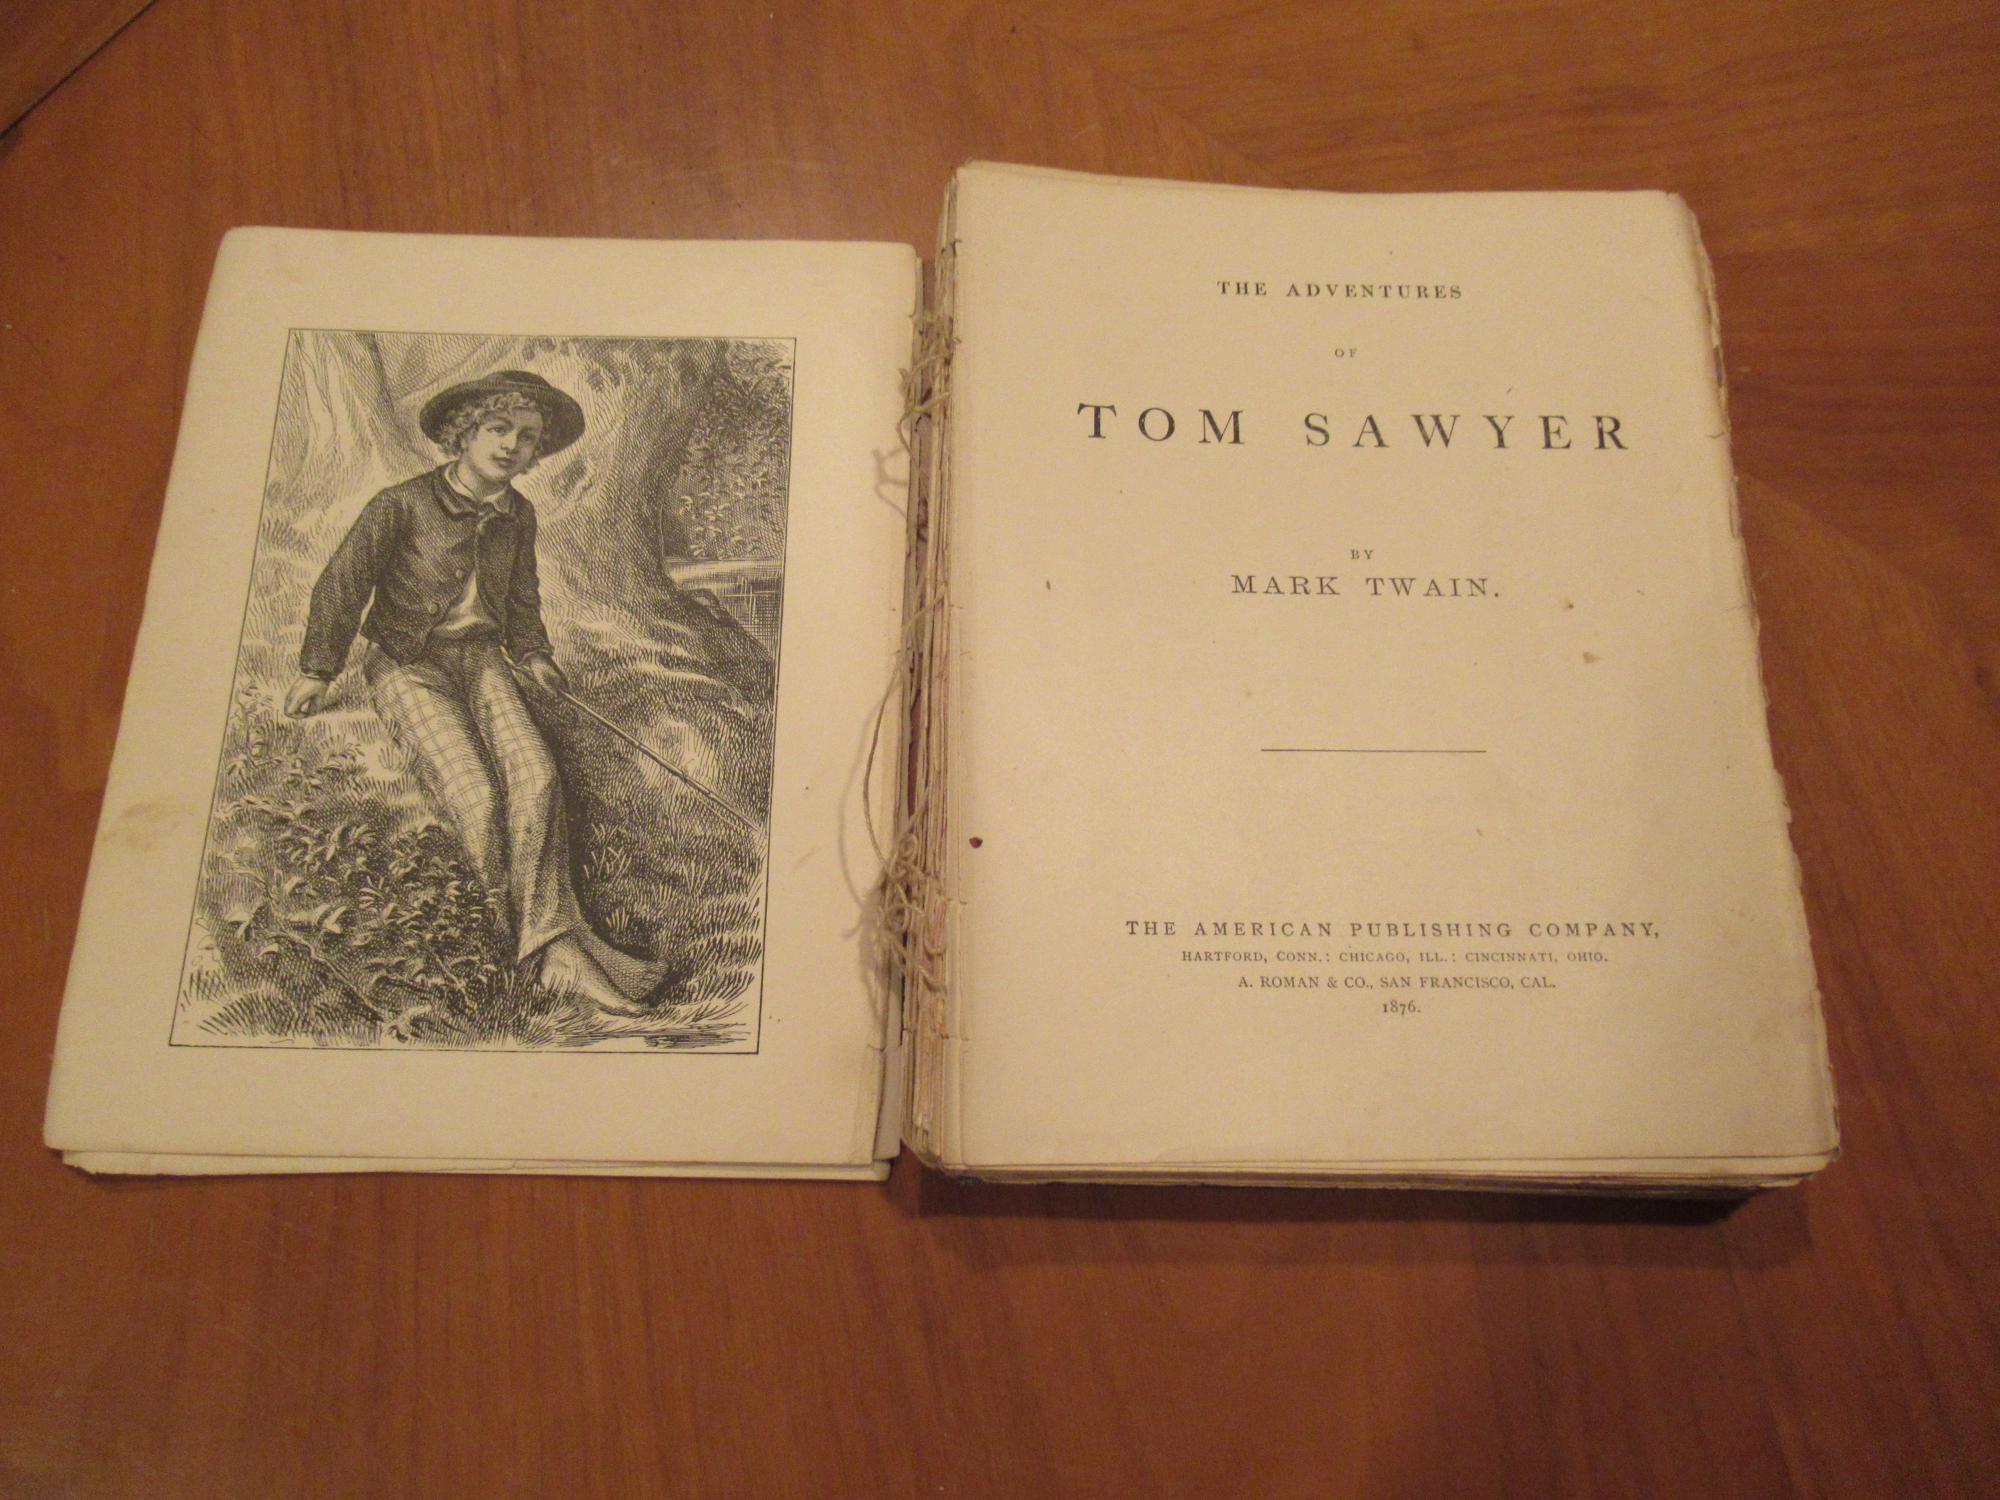 THE ADVENTURES
OF
TOM SAWYER
BY
MARK TWAIN.
THE AMERICAN PUBLISHING COMPANY,
HARTFORD, CONN.: CHICAGO, ILL.: CINCINNATI, OHIO.
A. ROMAN & CO., SAN FRANCISCO, CAL.
1876.